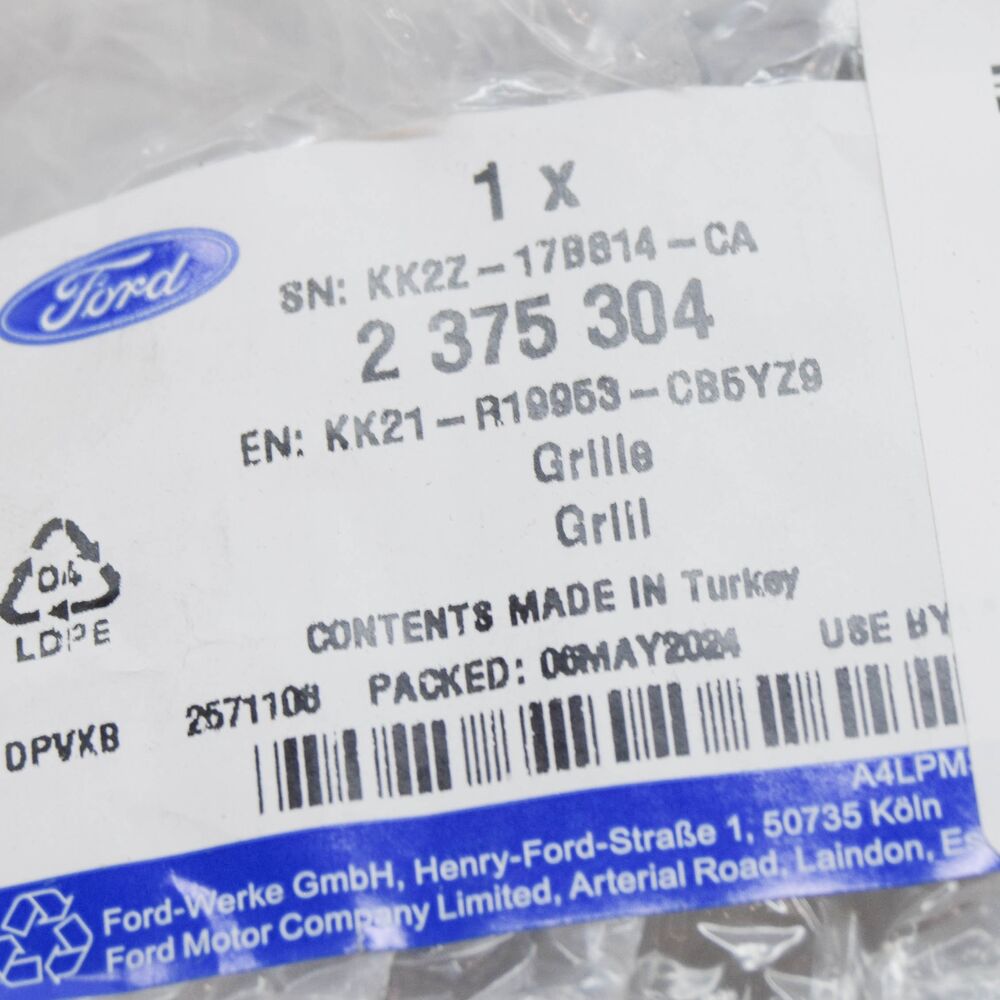 1 X
Ford
SN: KK2Z-17B814-CA
2 375 304
EN: KK21-R19953-CB5YZ9
Grille
Grill
04
LDPE
CONTENTS MADE IN Turkey
PACKED: 06MAY2024 USE BY
DPVXB 2571108
A4LPM
Ford-Werke GmbH, Henry-Ford-Straße 1, 50735 Köln
Ford Motor Company Limited, Arterial Road, Laindon, Es